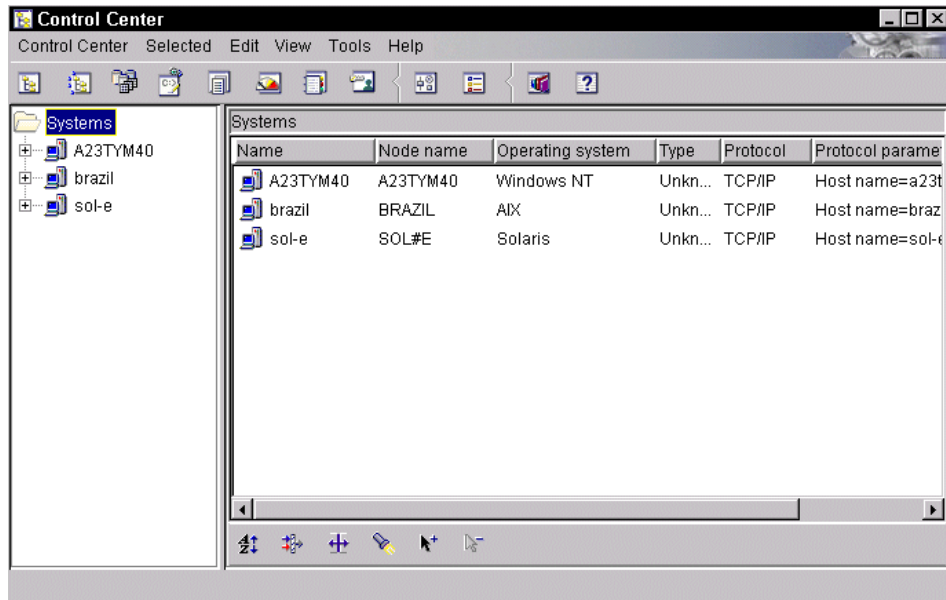 Control Center
Control Center Selected Edit View Tools Help
Systems
A23TYM40
brazil
sol-e
Systems
Name Node name Operating system Type Protocol Protocol parame
A23TYM40 A23TYM40 Windows NT Unkn... TCP/IP Host name=a23t
brazil BRAZIL AIX Unkn... TCP/IP Host name=braz
sol-e SOL#E Solaris Unkn... TCP/IP Host name=sol-e